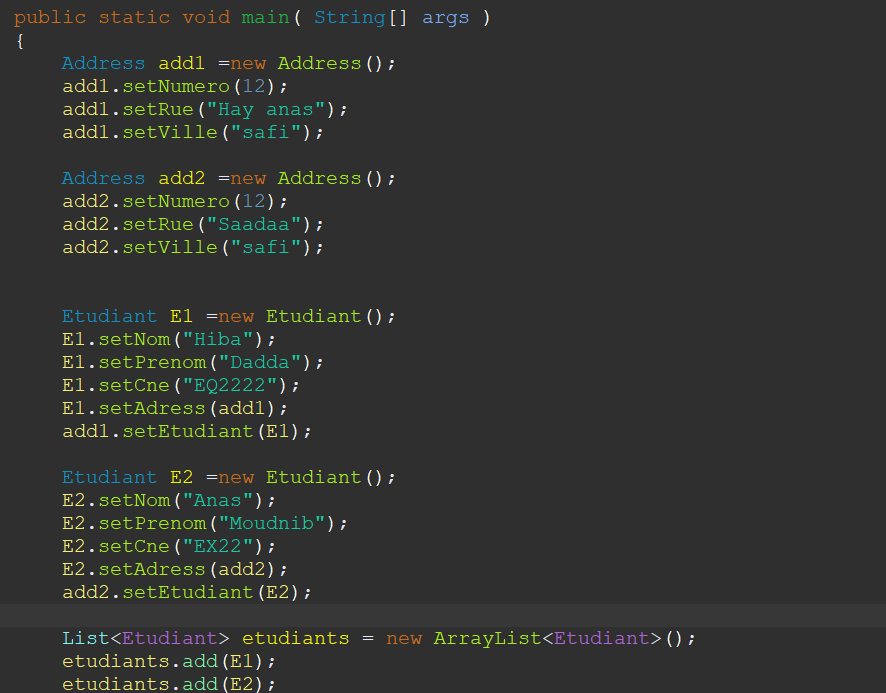 public static void main( String[] args )
{
Address add1 =new Address();
add1.setNumero(12);
add1.setRue("Hay anas");
add1.setVille("safi");
Address add2 =new Address();
add2.setNumero(12);
add2.setRue("Saadaa");
add2.setVille("safi");
Etudiant E1 =new Etudiant();
E1.setNom("Hiba");
E1.setPrenom("Dadda");
E1.setCne("EQ2222");
E1.setAdress(add1);
add1.setEtudiant(E1);
Etudiant E2 =new Etudiant();
E2.setNom("Anas");
E2.setPrenom("Moudnib");
E2.setCne("EX22");
E2.setAdress(add2);
add2.setEtudiant(E2);
List<Etudiant> etudiants = new ArrayList<Etudiant>();
etudiants.add(E1);
etudiants.add(E2);